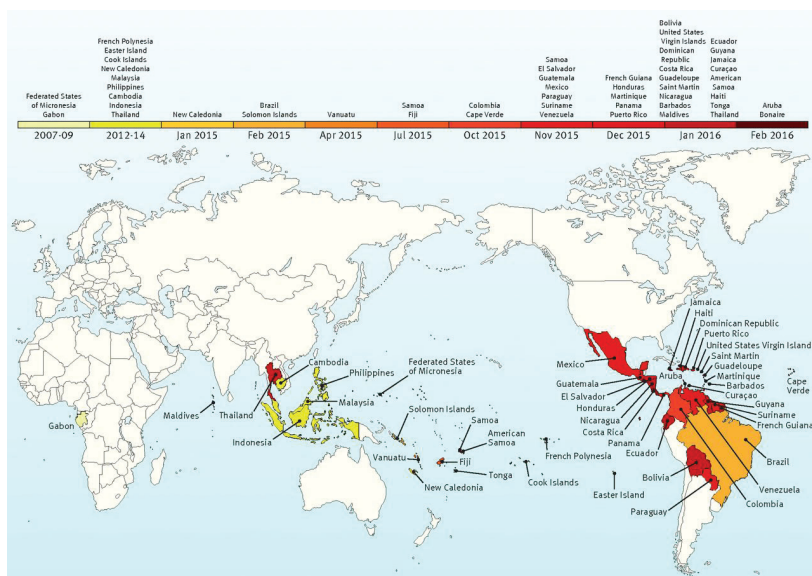 Federated States
of Micronesia
Gabon
French Polynesia
Easter Island
Cook Islands
New Caledonia
Malaysia
Philippines
Cambodia
Indonesia
Thailand
New Caledonia
Brazil
Solomon Islands
Vanuatu
Samoa
Fiji
Colombia
Cape Verde
Samoa
El Salvador
Guatemala
Mexico
Paraguay
Suriname
Venezuela
French Guiana
Honduras
Martinique
Panama
Puerto Rico
Bolivia
United States
Virgin Islands
Dominican
Republic
Costa Rica
Guadeloupe
Saint Martin
Nicaragua
Barbados
Maldives
Ecuador
Guyana
Jamaica
Curaçao
American
Samoa
Haiti
Tonga
Thailand
Aruba
Bonaire
2007-09 2012-14 Jan 2015 Feb 2015 Apr 2015 Jul 2015 Oct 2015 Nov 2015 Dec 2015 Jan 2016 Feb 2016
Jamaica
Haiti
Dominican Republic
Puerto Rico
United States Virgin Island
Saint Martin
Guadeloupe
Martinique
Barbados
Curaçao
Cape
Verde
Aruba
Mexico
Guatemala
El Salvador
Honduras
Nicaragua
Costa Rica
Panama
Ecuador
Guyana
Suriname
French Guiana
Cambodia
Philippines
Federated States
of Micronesia
Malaysia
Maldives
Thailand
Indonesia
Gabon
Solomon Islands
Samoa
American
Samoa
Vanuatu
Fiji
Tonga
New Caledonia
French Polynesia
Cook Islands
Easter Island
Brazil
Bolivia
Venezuela
Colombía
Paraguay